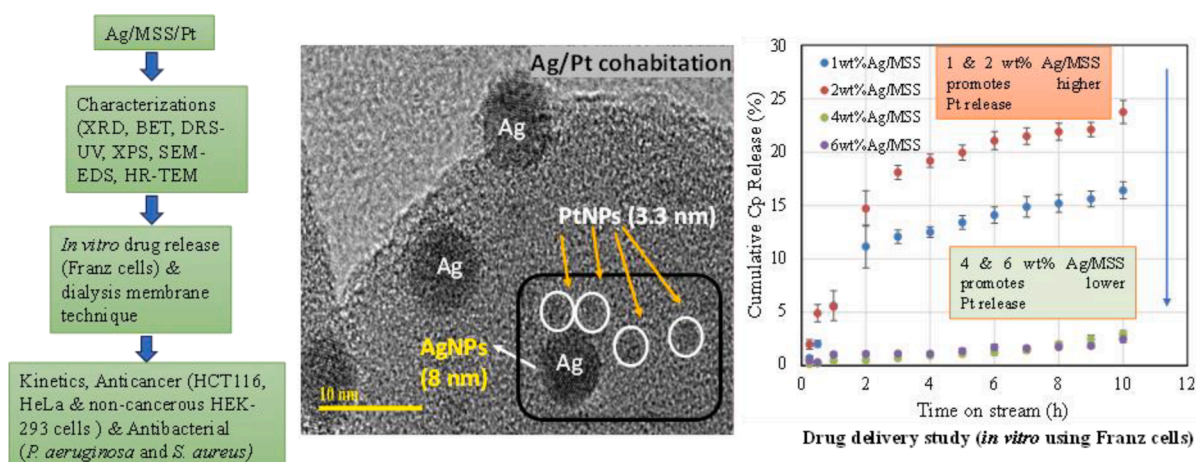 Ag/MSS/Pt
Characterizations
(XRD, BET, DRS-
UV, XPS, SEM-
EDS, HR-TEM
In vitro drug release
(Franz cells) &
dialysis membrane
technique
Kinetics, Anticancer (HCT116,
HeLa & non-cancerous HEK-
293 cells ) & Antibacterial
(P. aeruginosa and S. aureus)
Ag/Pt cohabitation
Ag
PtNPs (3.3 nm)
Ag
AgNPs
(8 nm)
Ag
10 nm
Cumulative Cp Release (%)
30
25
20
15
10
5
0
1wt%Ag/MSS
2wt%Ag/MSS
4wt%Ag/MSS
6wt%Ag/MSS
1 & 2 wt% Ag/MSS
promotes higher
Pt release
4 & 6 wt% Ag/MSS
promotes lower
Pt release
0 2 4 6 8 10 12
Time on stream (h)
Drug delivery study (in vitro using Franz cells)